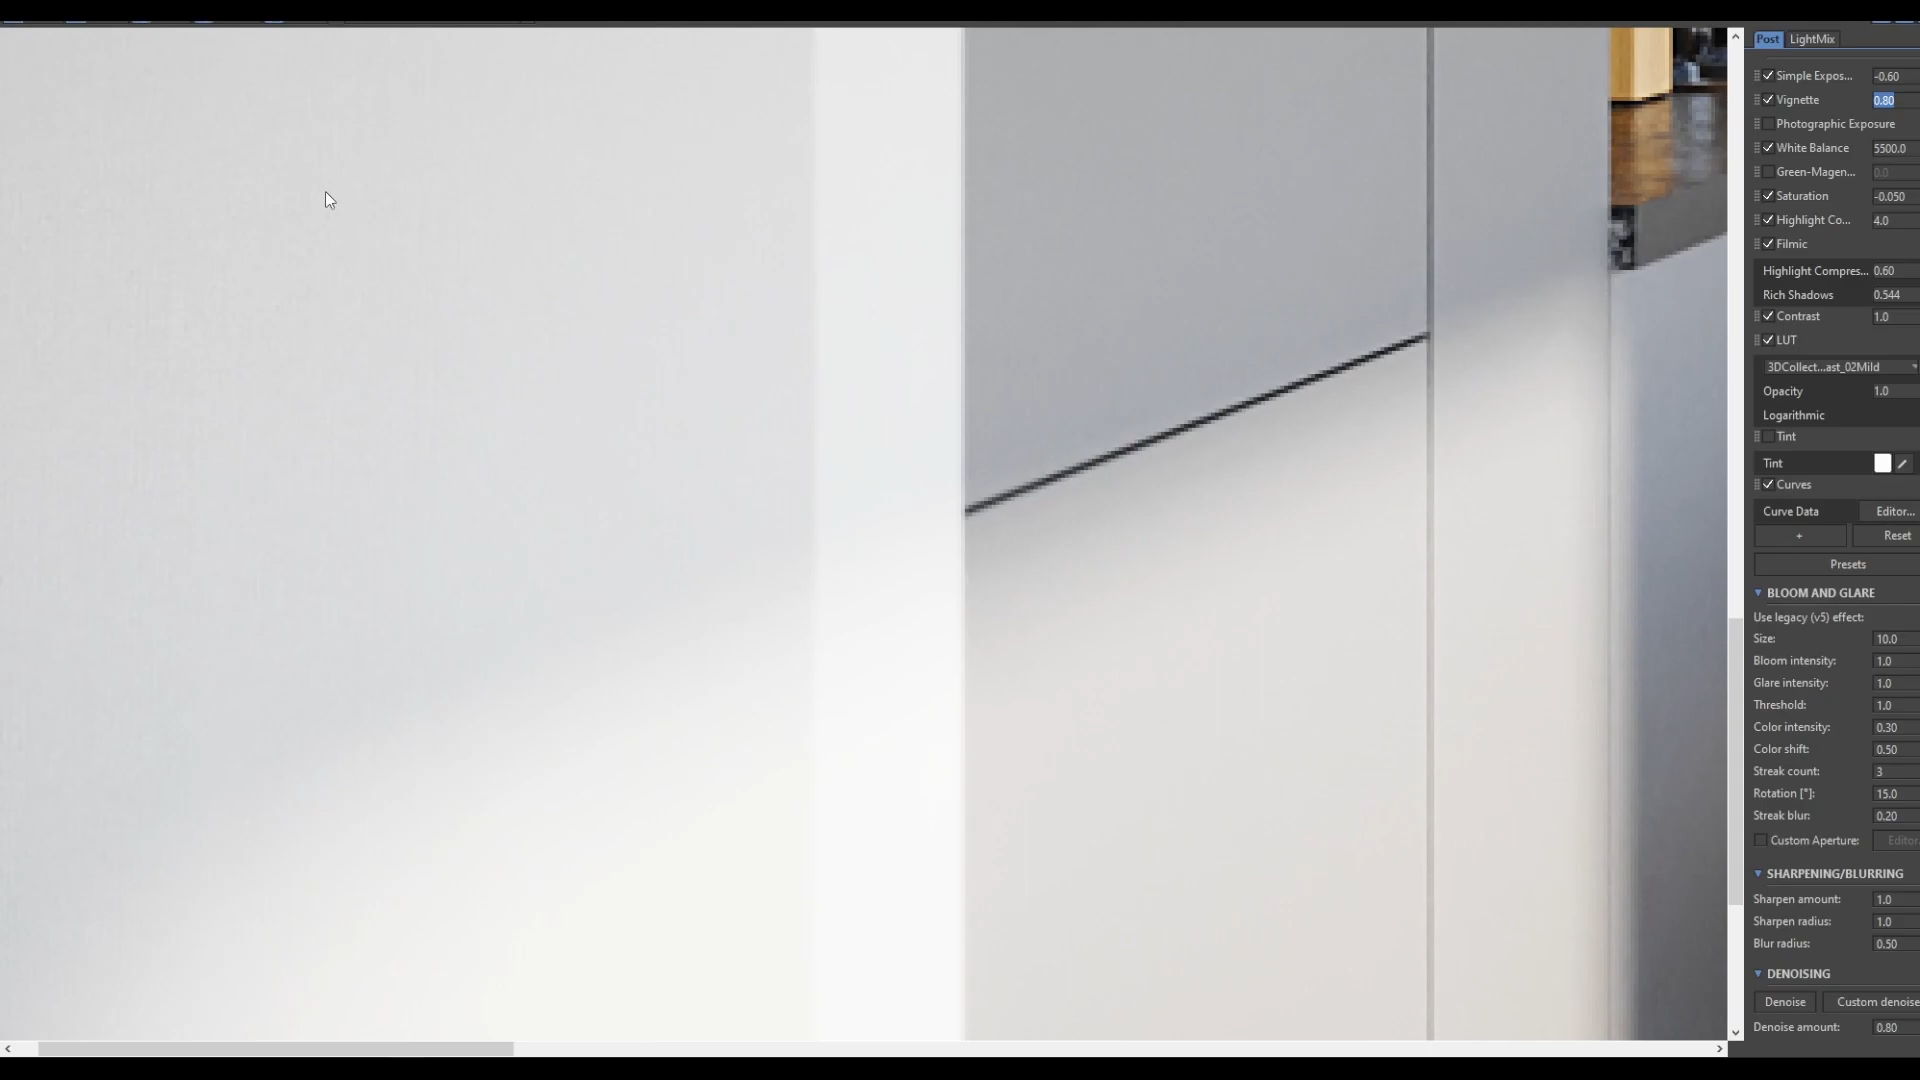 Post LightMix
Simple Expos... -0.60
Vignette 0.80
Photographic Exposure
White Balance 5500.0
Green-Magen... 0.0
Saturation -0.050
Highlight Co... 4.0
Filmic
Highlight Compres... 0.60
Rich Shadows 0.544
Contrast 1.0
LUT
3DCollect...ast_02Mild
Opacity 1.0
Logarithmic
Tint
Tint
Curves
Curve Data Editor...
+ Reset
Presets
BLOOM AND GLARE
Use legacy (v5) effect:
Size: 10.0
Bloom intensity: 1.0
Glare intensity: 1.0
Threshold: 1.0
Color intensity: 0.30
Color shift: 0.50
Streak count: 3
Rotation [°]: 15.0
Streak blur: 0.20
Custom Aperture: Editor
SHARPENING/BLURRING
Sharpen amount: 1.0
Sharpen radius: 1.0
Blur radius: 0.50
DENOISING
Denoise Custom denoise
Denoise amount: 0.80